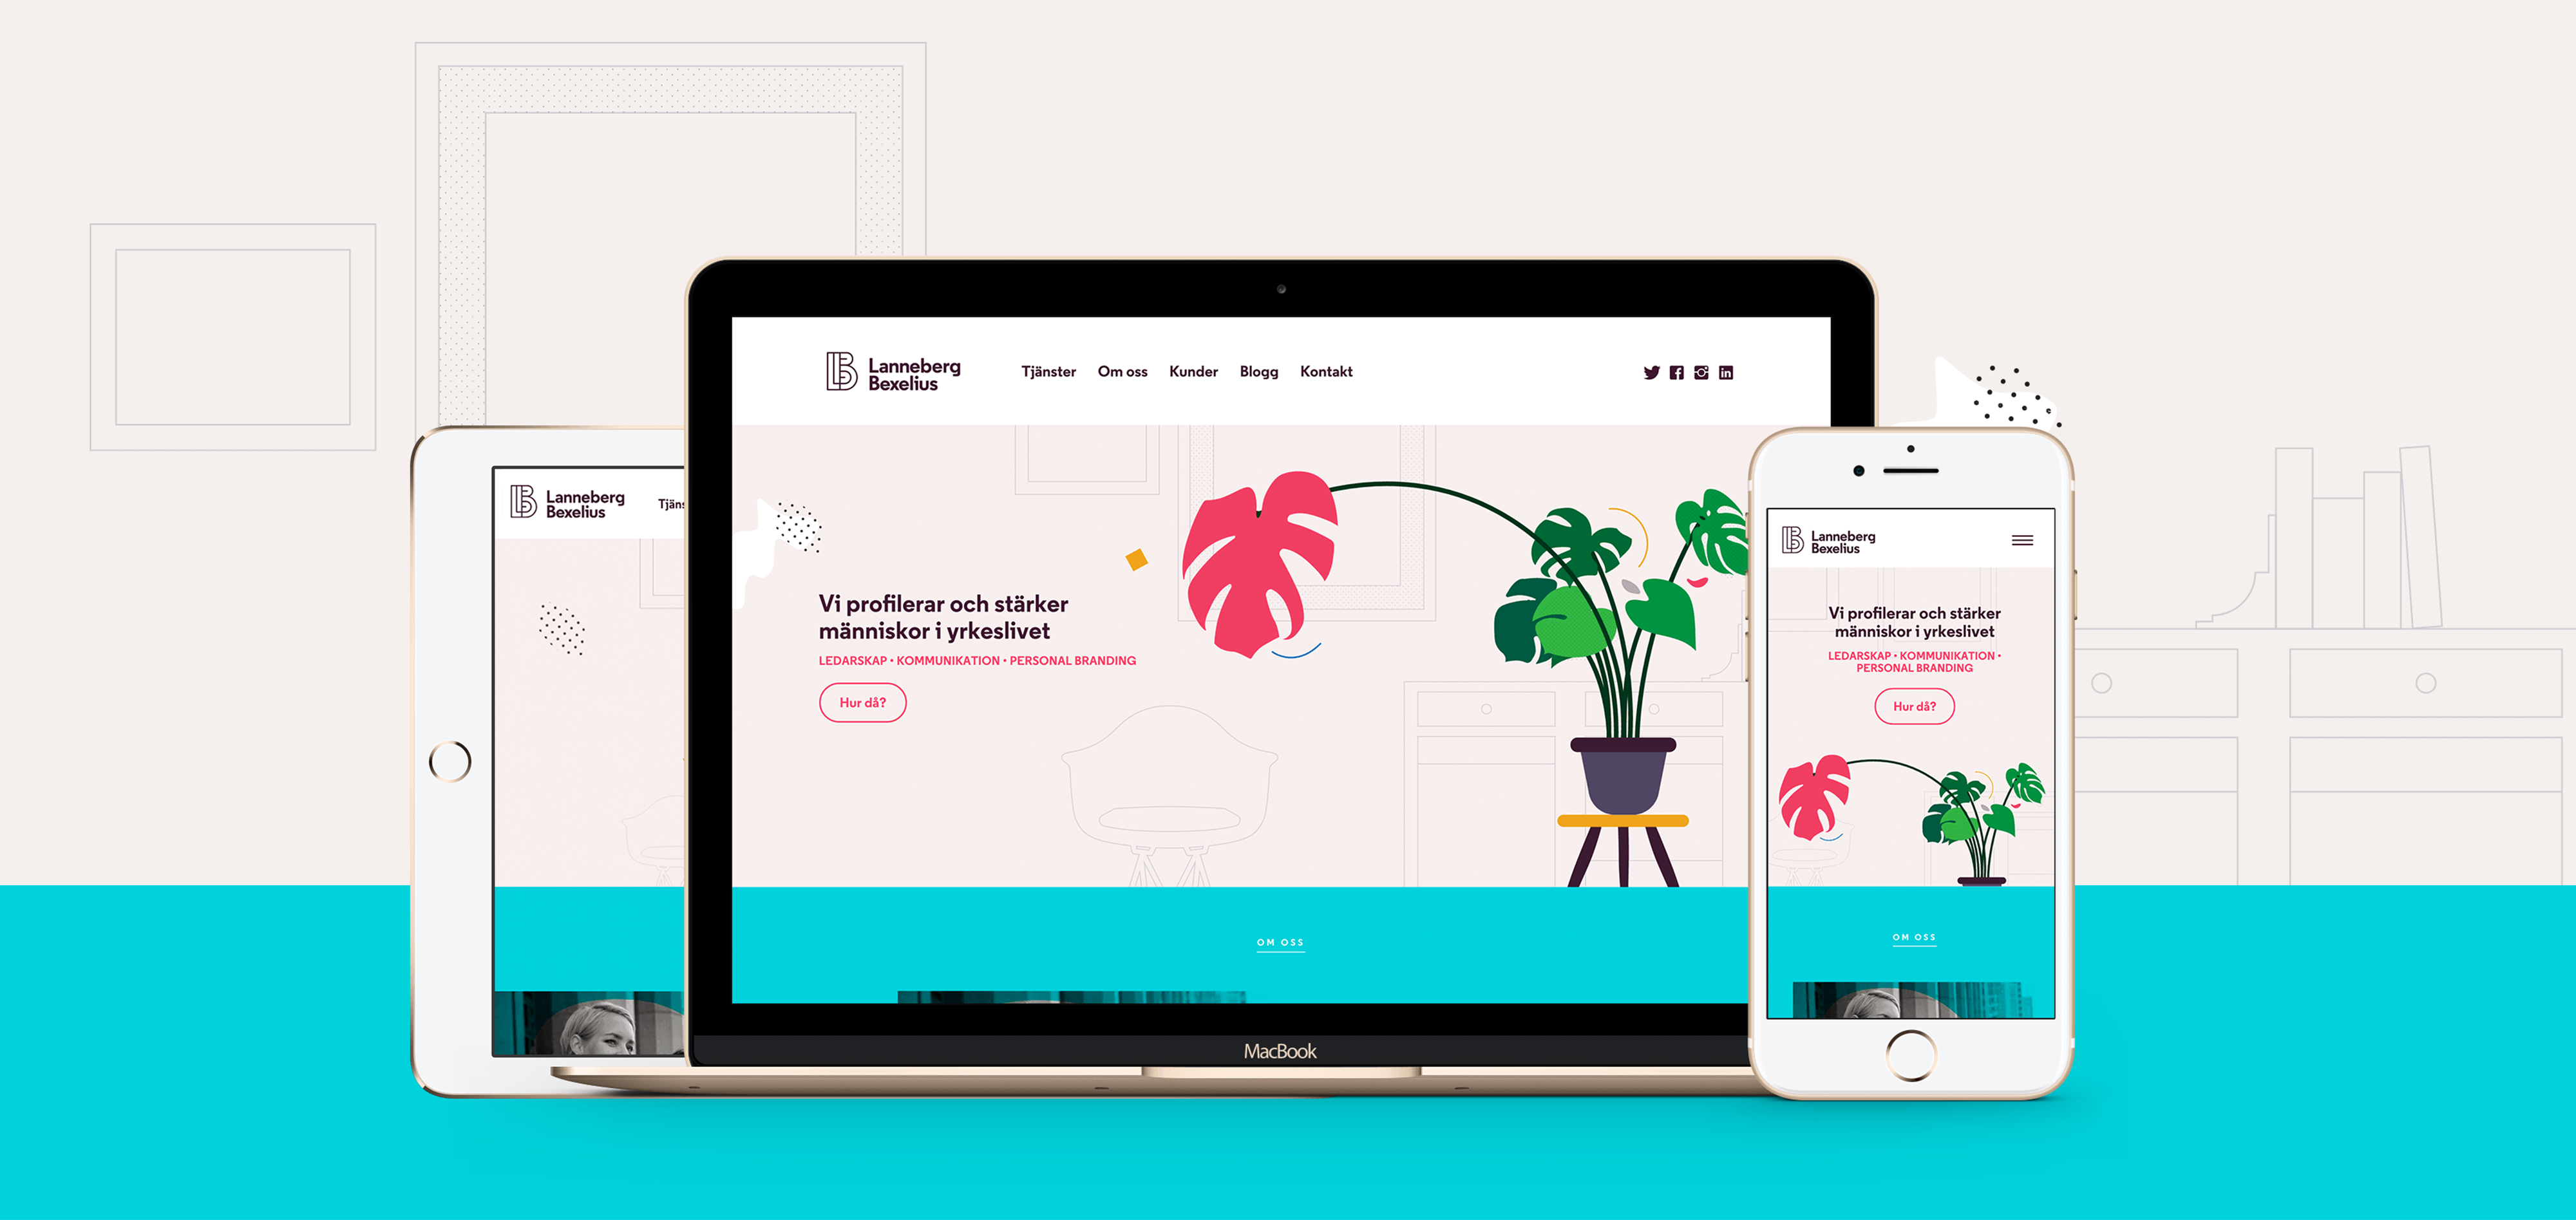 Lanneberg
Bexelius
Tjänster
Om oss
Kunder
Blogg
Kontakt
Vi profilerar och stärker
människor i yrkeslivet
LEDARSKAP • KOMMUNIKATION • PERSONAL BRANDING
Hur då?
OM OSS
MacBook
Lanneberg
Bexelius
Tjäns
Lanneberg
Bexelius
Vi profilerar och stärker
människor i yrkeslivet
LEDARSKAP • KOMMUNIKATION •
PERSONAL BRANDING
Hur då?
OM OSS